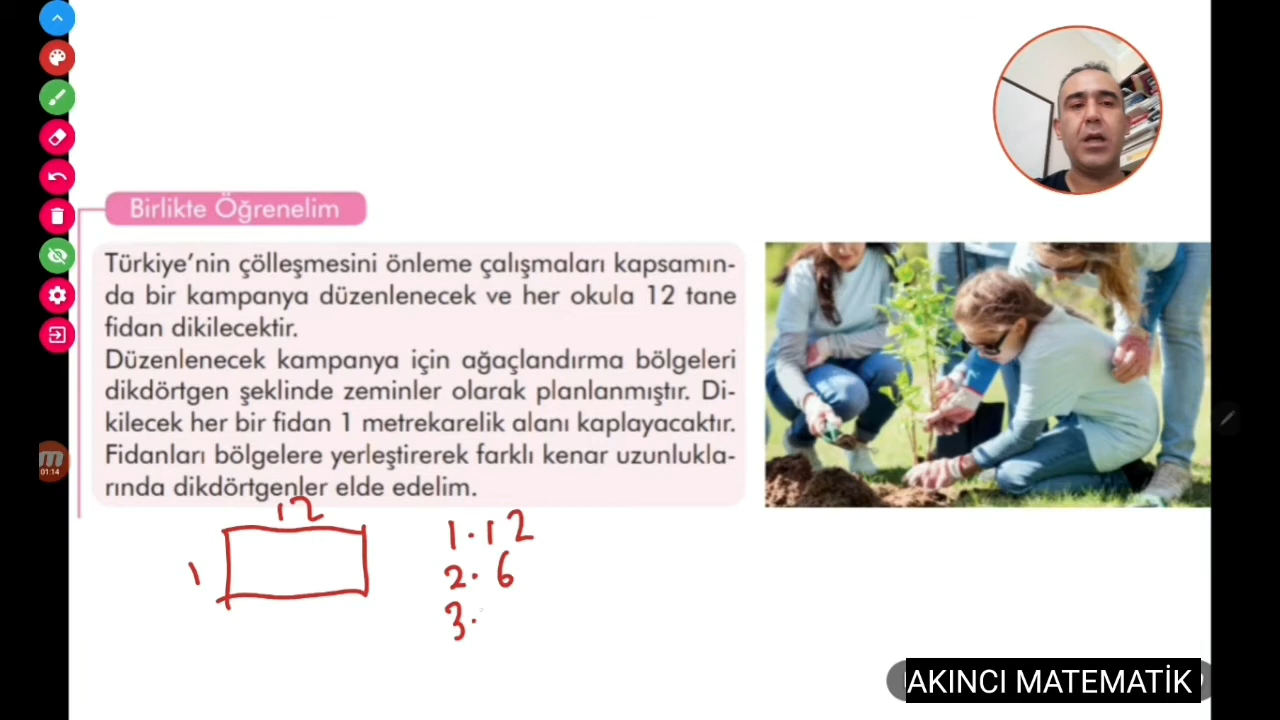 Birlikte Öğrenelim
Türkiye'nin çölleşmesini önleme çalışmaları kapsamın-
da bir kampanya düzenlenecek ve her okula 12 tane
fidan dikilecektir.
Düzenlenecek kampanya için ağaçlandırma bölgeleri
dikdörtgen şeklinde zeminler olarak planlanmıştır. Di-
kilecek her bir fidan 1 metrekarelik alanı kaplayacaktır.
Fidanları bölgelere yerleştirerek farklı kenar uzunlukla-
rında dikdörtgenler elde edelim.
01:14
12
1
1.12
2.6
3.
AKINCI MATEMATİK